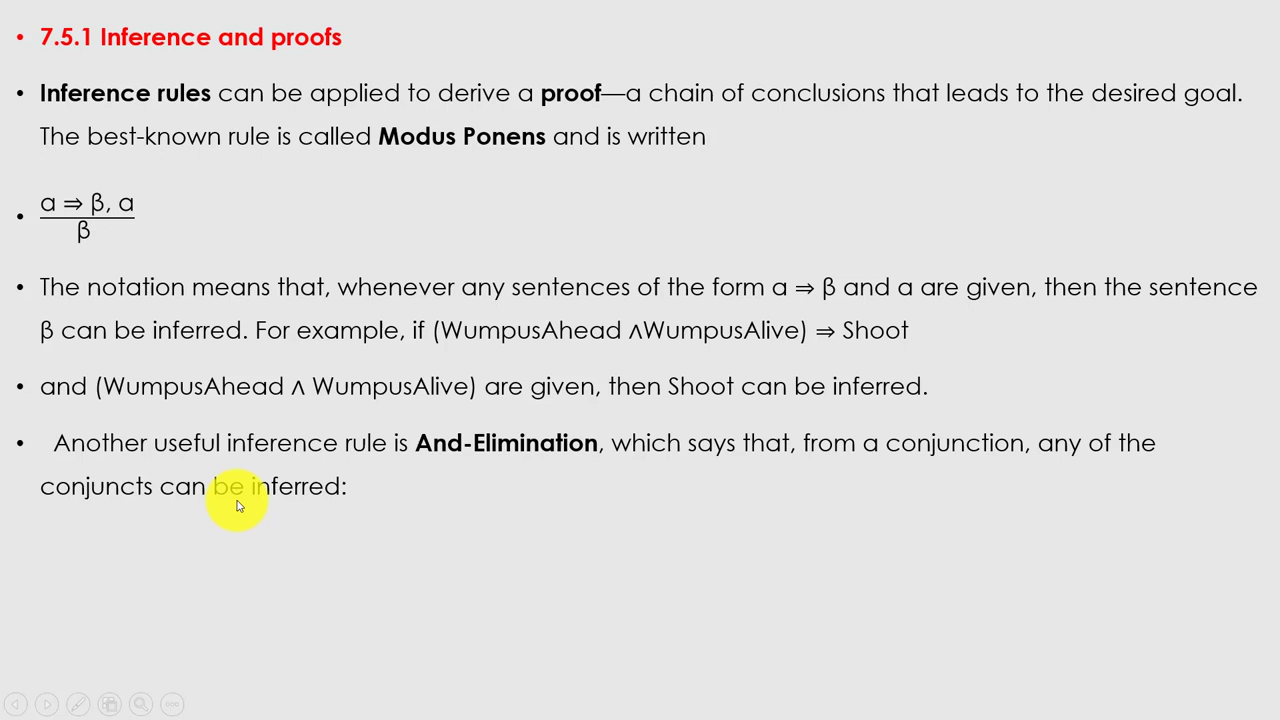 • 7.5.1 Inference and proofs
• Inference rules can be applied to derive a proof—a chain of conclusions that leads to the desired goal.
The best-known rule is called Modus Ponens and is written
• α ⇒ β, α
β
• The notation means that, whenever any sentences of the form α ⇒ β and α are given, then the sentence
β can be inferred. For example, if (WumpusAhead ∧WumpusAlive) ⇒ Shoot
• and (WumpusAhead ∧ WumpusAlive) are given, then Shoot can be inferred.
• Another useful inference rule is And-Elimination, which says that, from a conjunction, any of the
conjuncts can be inferred: